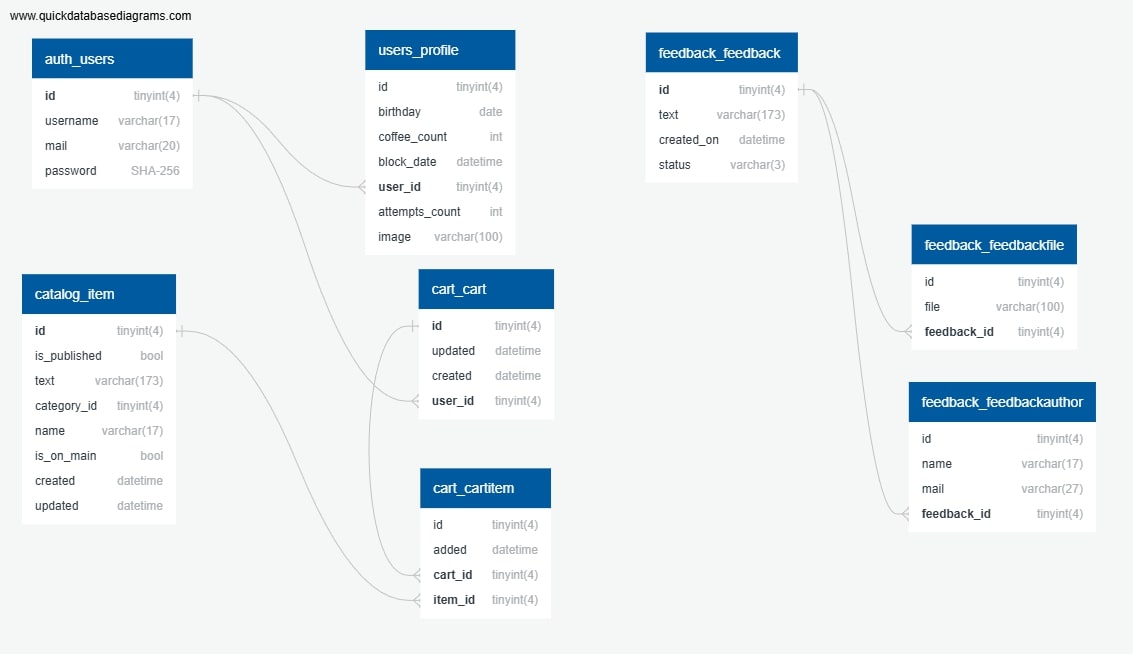 www.quickdatabasediagrams.com
auth_users
id tinyint(4)
username varchar(17)
mail varchar(20)
password SHA-256
users_profile
id tinyint(4)
birthday date
coffee_count int
block_date datetime
user_id tinyint(4)
attempts_count int
image varchar(100)
feedback_feedback
id tinyint(4)
text varchar(173)
created_on datetime
status varchar(3)
feedback_feedbackfile
id tinyint(4)
file varchar(100)
feedback_id tinyint(4)
catalog_item
id tinyint(4)
is_published bool
text varchar(173)
category_id tinyint(4)
name varchar(17)
is_on_main bool
created datetime
updated datetime
cart_cart
id tinyint(4)
updated datetime
created datetime
user_id tinyint(4)
feedback_feedbackauthor
id tinyint(4)
name varchar(17)
mail varchar(27)
feedback_id tinyint(4)
cart_cartitem
id tinyint(4)
added datetime
cart_id tinyint(4)
item_id tinyint(4)